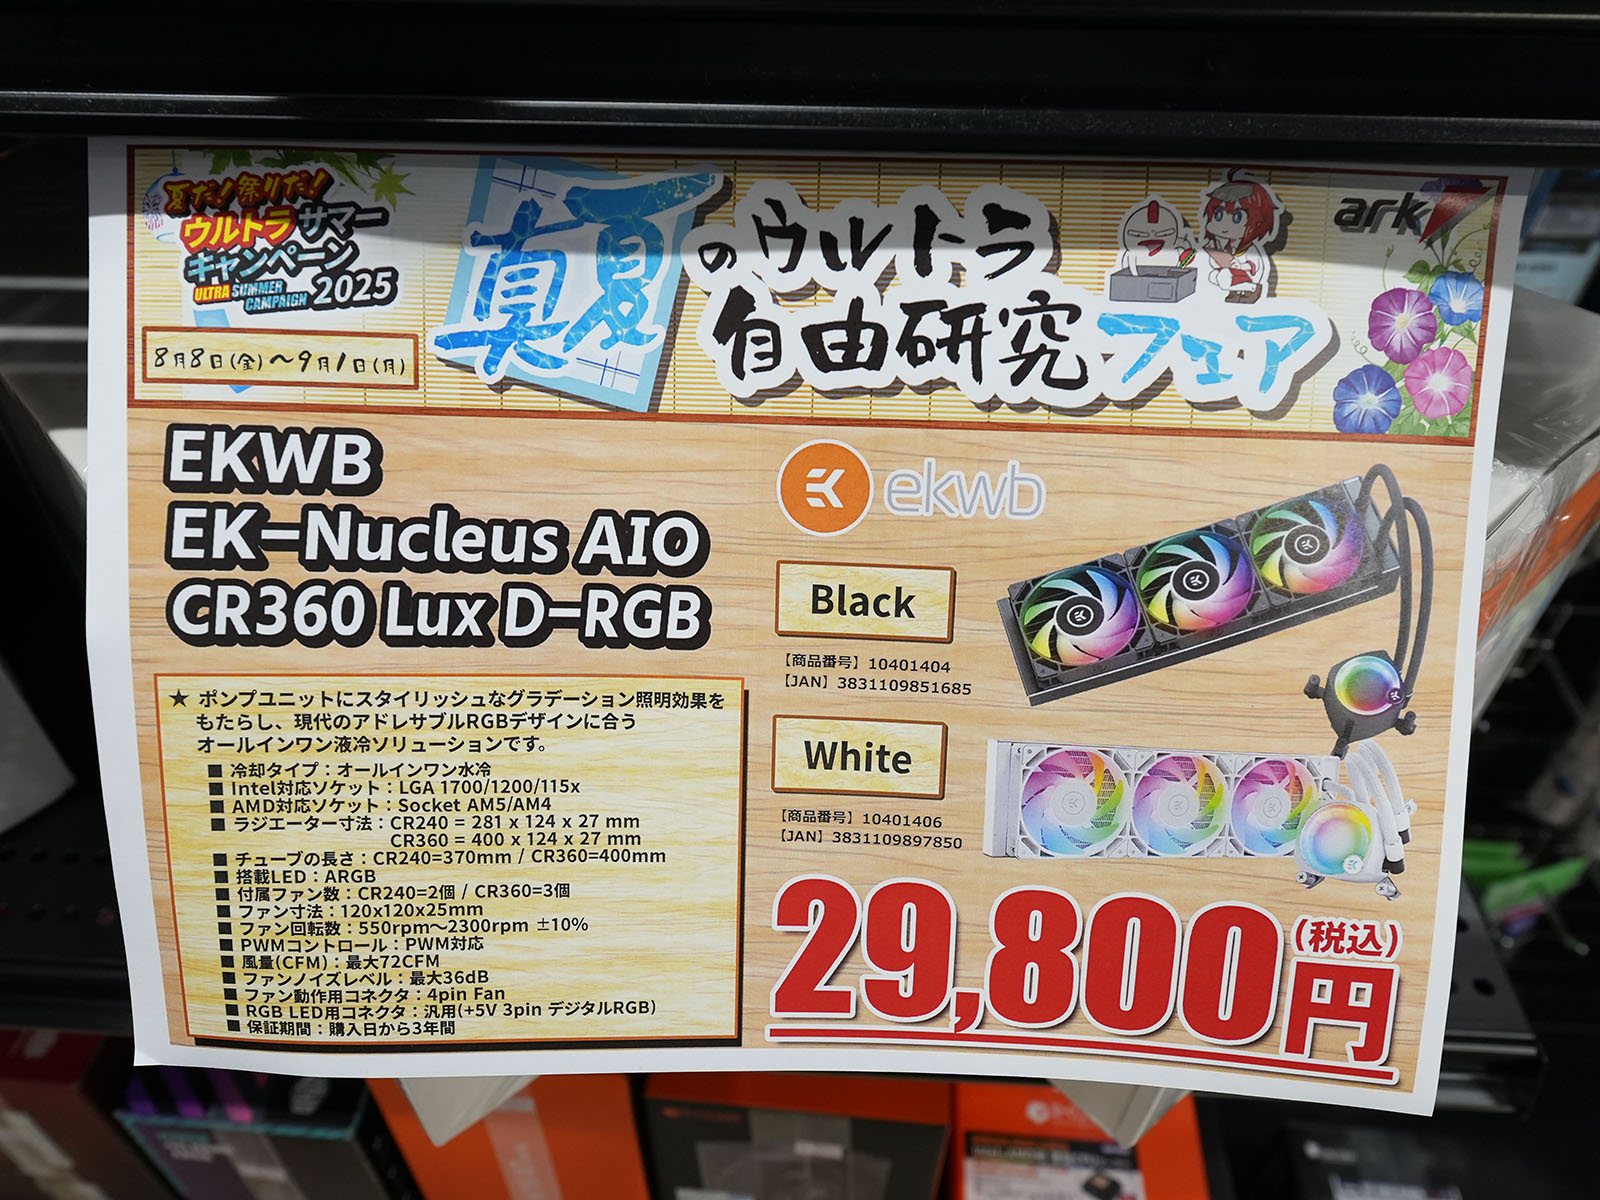 夏だ!祭りだ!
ウルトラサマー
キャンペーン
ULTRA SUMMER
CAMPAIGN 2025
8月8日(金)~9月1日(月)
真夏のウルトラ
自由研究フェア
ark
EKWB
EK-Nucleus AIO
CR360 Lux D-RGB
ekwb
Black
【商品番号】10401404
【JAN】3831109851685
White
【商品番号】10401406
【JAN】3831109897850
★ ポンプユニットにスタイリッシュなグラデーション照明効果を
もたらし、現代のアドレサブルRGBデザインに合う
オールインワン液冷ソリューションです。
■ 冷却タイプ:オールインワン水冷
■ Intel対応ソケット:LGA 1700/1200/115x
■ AMD対応ソケット:Socket AM5/AM4
■ ラジエーター寸法:CR240 = 281 x 124 x 27 mm
CR360 = 400 x 124 x 27 mm
■ チューブの長さ:CR240=370mm / CR360=400mm
■ 搭載LED:ARGB
■ 付属ファン数:CR240=2個 / CR360=3個
■ ファン寸法:120x120x25mm
■ ファン回転数:550rpm~2300rpm ±10%
■ PWMコントロール:PWM対応
■ 風量(CFM):最大72CFM
■ ファンノイズレベル:最大36dB
■ ファン動作用コネクタ:4pin Fan
■ RGB LED用コネクタ:汎用(+5V 3pin デジタルRGB)
■ 保証期間:購入日から3年間
29,800円(税込)